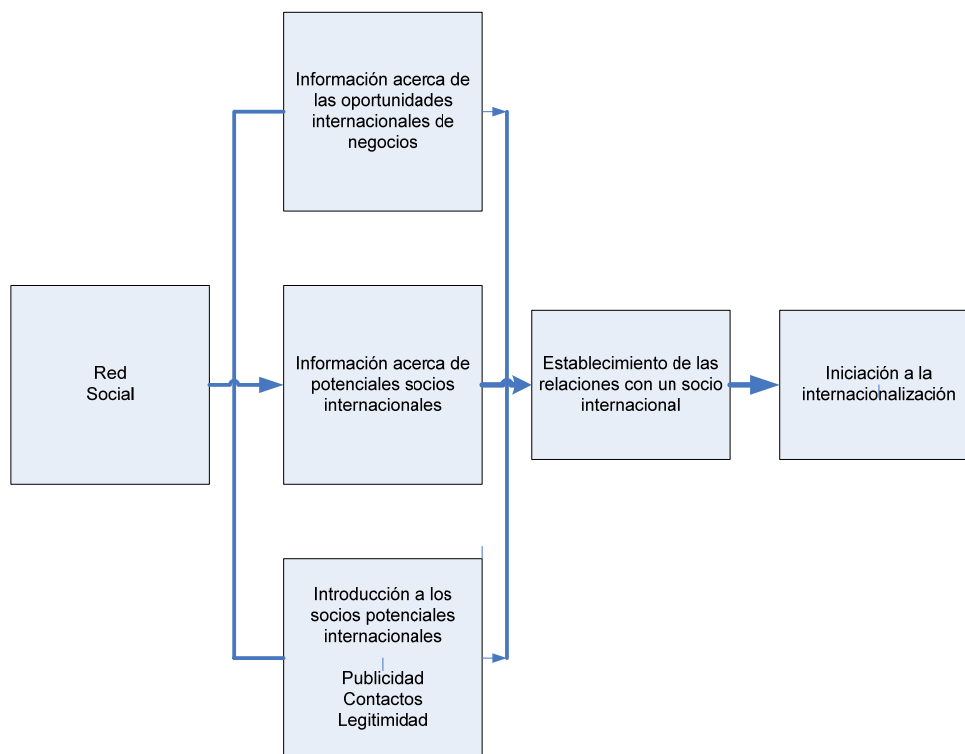 Información acerca de
las oportunidades
internacionales de
negocios
Red
Social
Información acerca de
potenciales socios
internacionales
Establecimiento de las
relaciones con un socio
internacional
Iniciación a la
internacionalización
Introducción a los
socios potenciales
internacionales
Publicidad
Contactos
Legitimidad